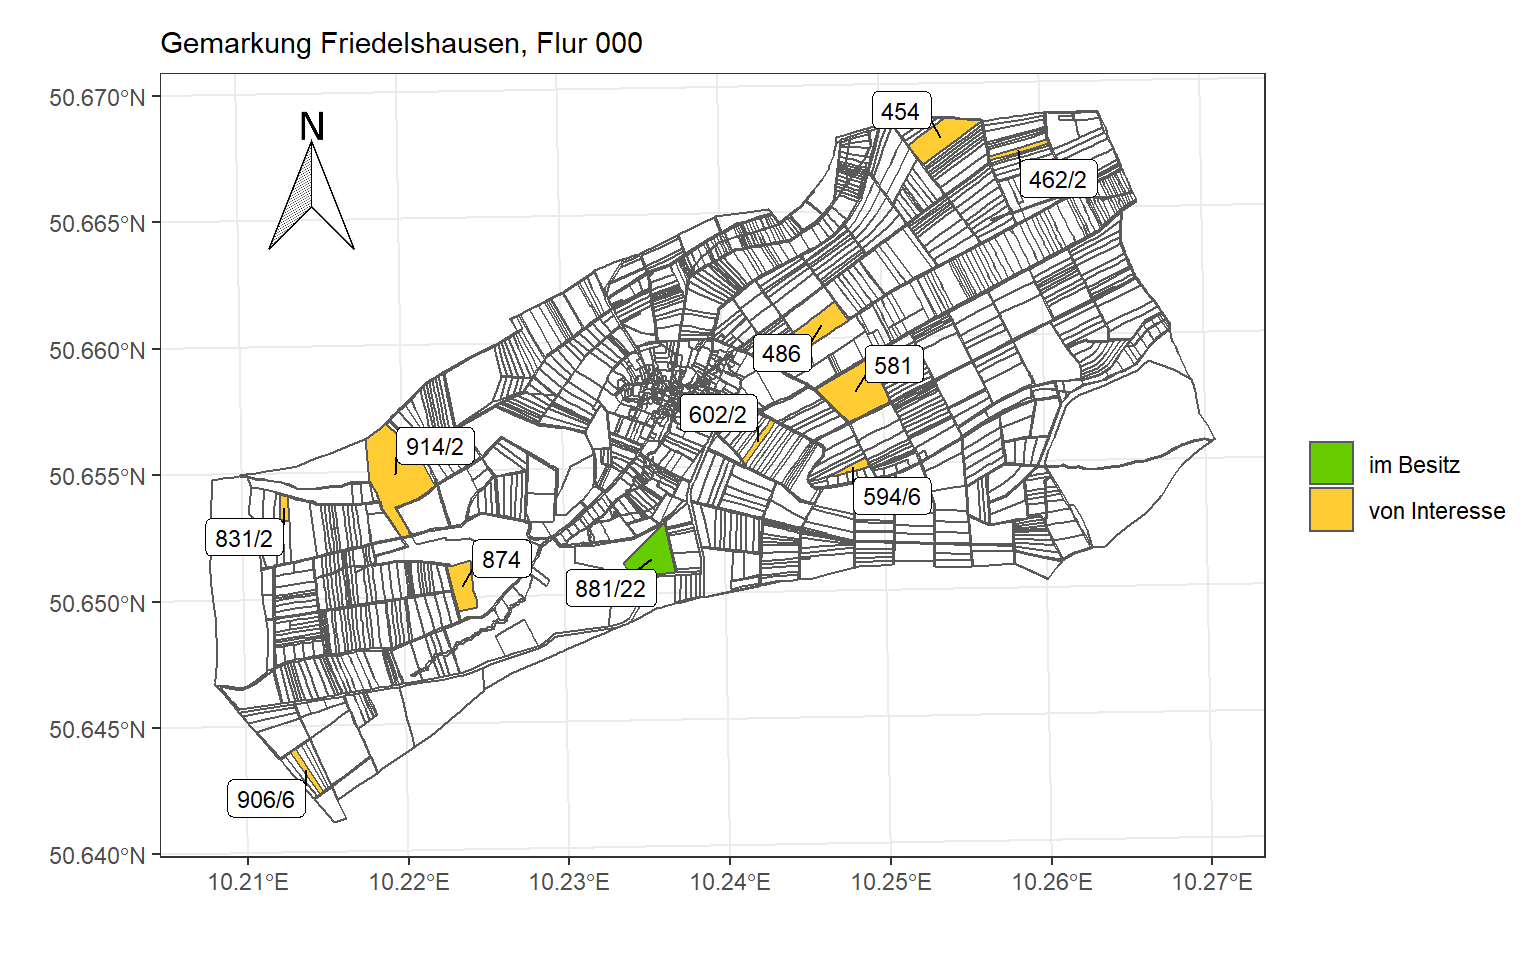 Gemarkung Friedelshausen, Flur 000
N
50.670°N
50.665°N
50.660°N
50.655°N
50.650°N
50.645°N
50.640°N
454
462/2
486
581
602/2
914/2
594/6
831/2
874
881/22
906/6
10.21°E
10.22°E
10.23°E
10.24°E
10.25°E
10.26°E
10.27°E
im Besitz
von Interesse